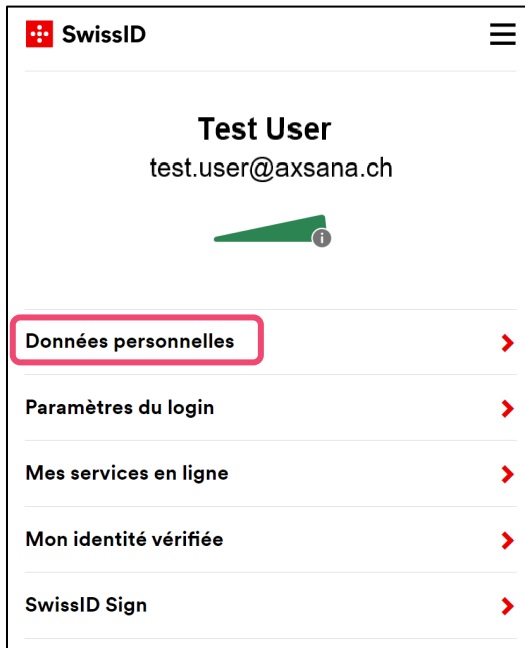 SwissID
Test User
test.user@axsana.ch
i
Données personnelles
Paramètres du login
Mes services en ligne
Mon identité vérifiée
SwissID Sign